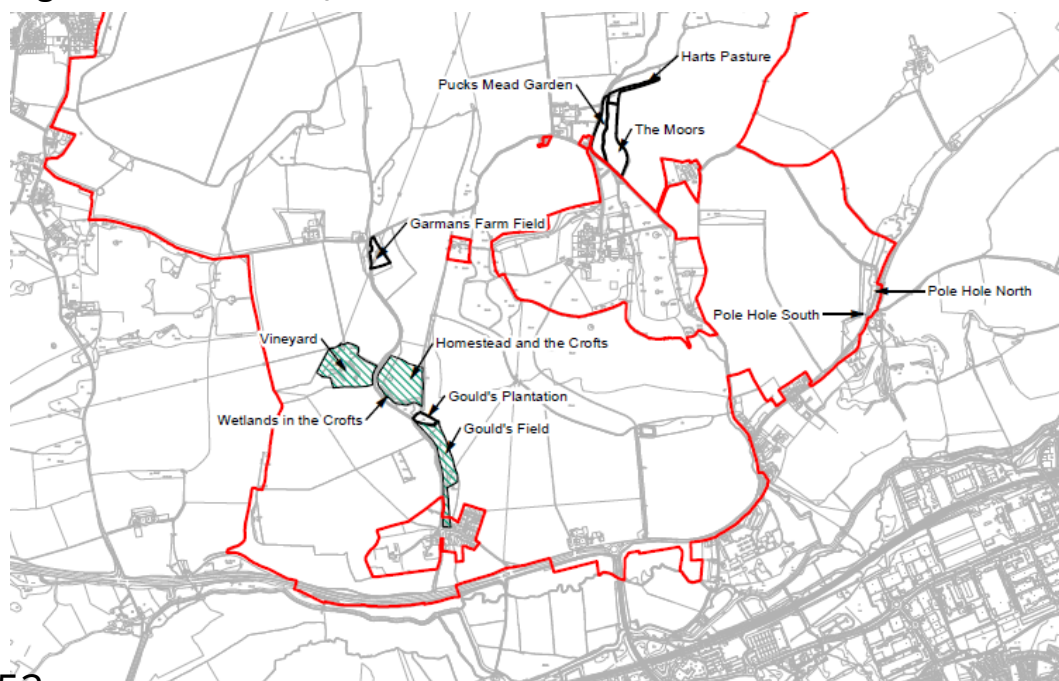 Harts Pasture
Pucks Mead Garden
The Moors
Garmans Farm Field
Pole Hole North
Pole Hole South
Vineyard
Homestead and the Crofts
Gould's Plantation
Wetlands in the Crofts
Gould's Field